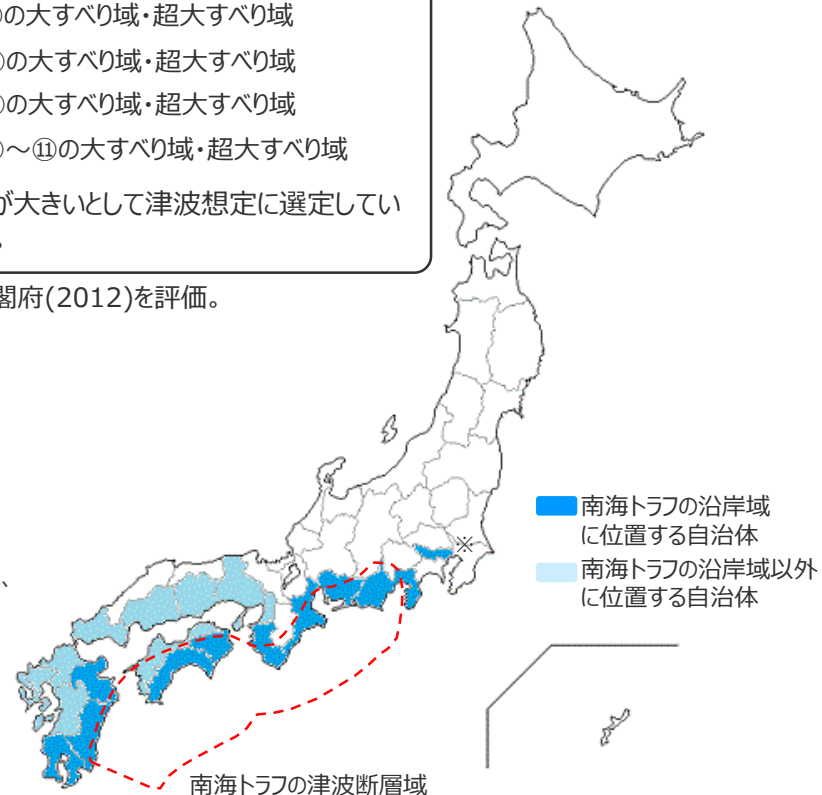 の大すべり域・超大すべり域
の大すべり域・超大すべり域
の大すべり域・超大すべり域
～⑪の大すべり域・超大すべり域
が大きいとして津波想定に選定してい
。
閣府(2012)を評価。
南海トラフの沿岸域
に位置する自治体
※
南海トラフの沿岸域以外
に位置する自治体
、
南海トラフの津波断層域